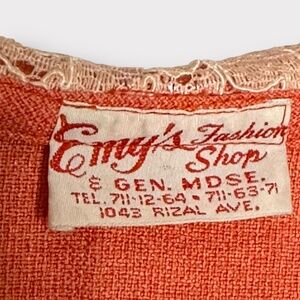 Emy's Fashion
Shop
& GEN. MDSE.
TEL. 711-12-64 • 711-63-71
1043 RIZAL AVE.